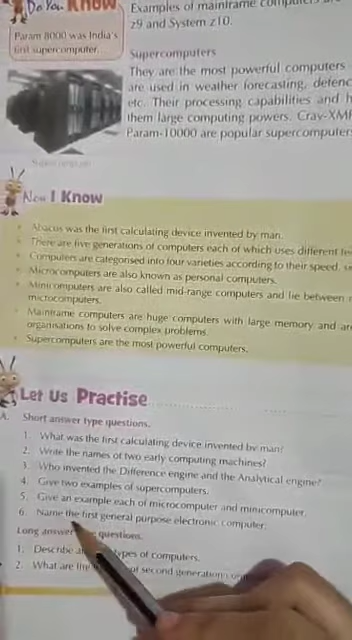 Do You Know
Param 8000 was India's
first supercomputer.
Examples of mainframe computers are
z9 and System z10.
Supercomputers
They are the most powerful computers
are used in weather forecasting, defenc
etc. Their processing capabilities and h
them large computing powers. Cray-XM
Param-10000 are popular supercomputers
Supercomputer
Now I Know
Abacus was the first calculating device invented by man.
There are five generations of computers each of which uses different te
Computers are categorised into four varieties according to their speed,
Microcomputers are also known as personal computers.
Minicomputers are also called mid-range computers and lie between
microcomputers.
Mainframe computers are huge computers with large memory and are
organisations to solve complex problems.
Supercomputers are the most powerful computers.
Let Us Practise
A. Short answer type questions.
1. What was the first calculating device invented by man?
2. Write the names of two early computing machines?
3. Who invented the Difference engine and the Analytical engine?
4. Give two examples of supercomputers.
5. Give an example each of microcomputer and minicomputer.
6. Name the first general purpose electronic computer.
Long answer questions.
1. Describe types of computers.
2. What are the of second generation